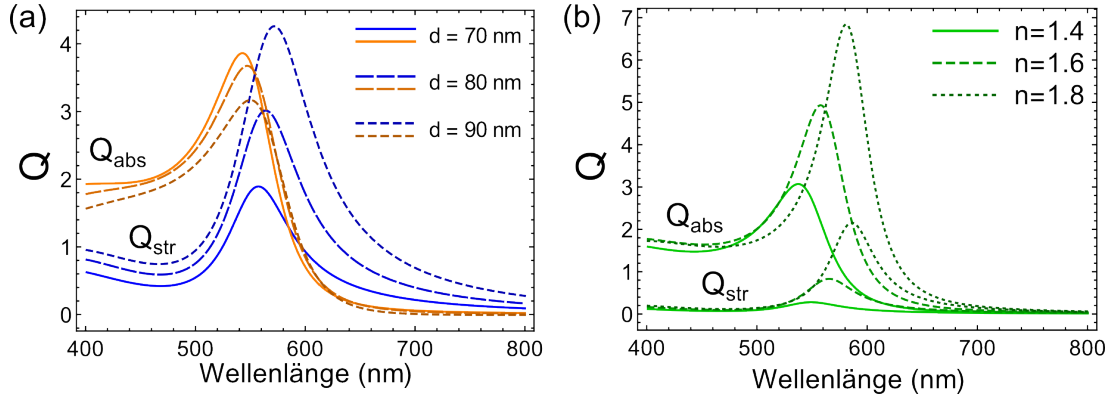 (a)
4
3
2
1
0
Q
Qabs
Qstr
d = 70 nm
d = 80 nm
d = 90 nm
400 500 600 700 800
Wellenlänge (nm)
(b)
7
6
5
4
3
2
1
0
Q
Qabs
Qstr
n=1.4
n=1.6
n=1.8
400 500 600 700 800
Wellenlänge (nm)